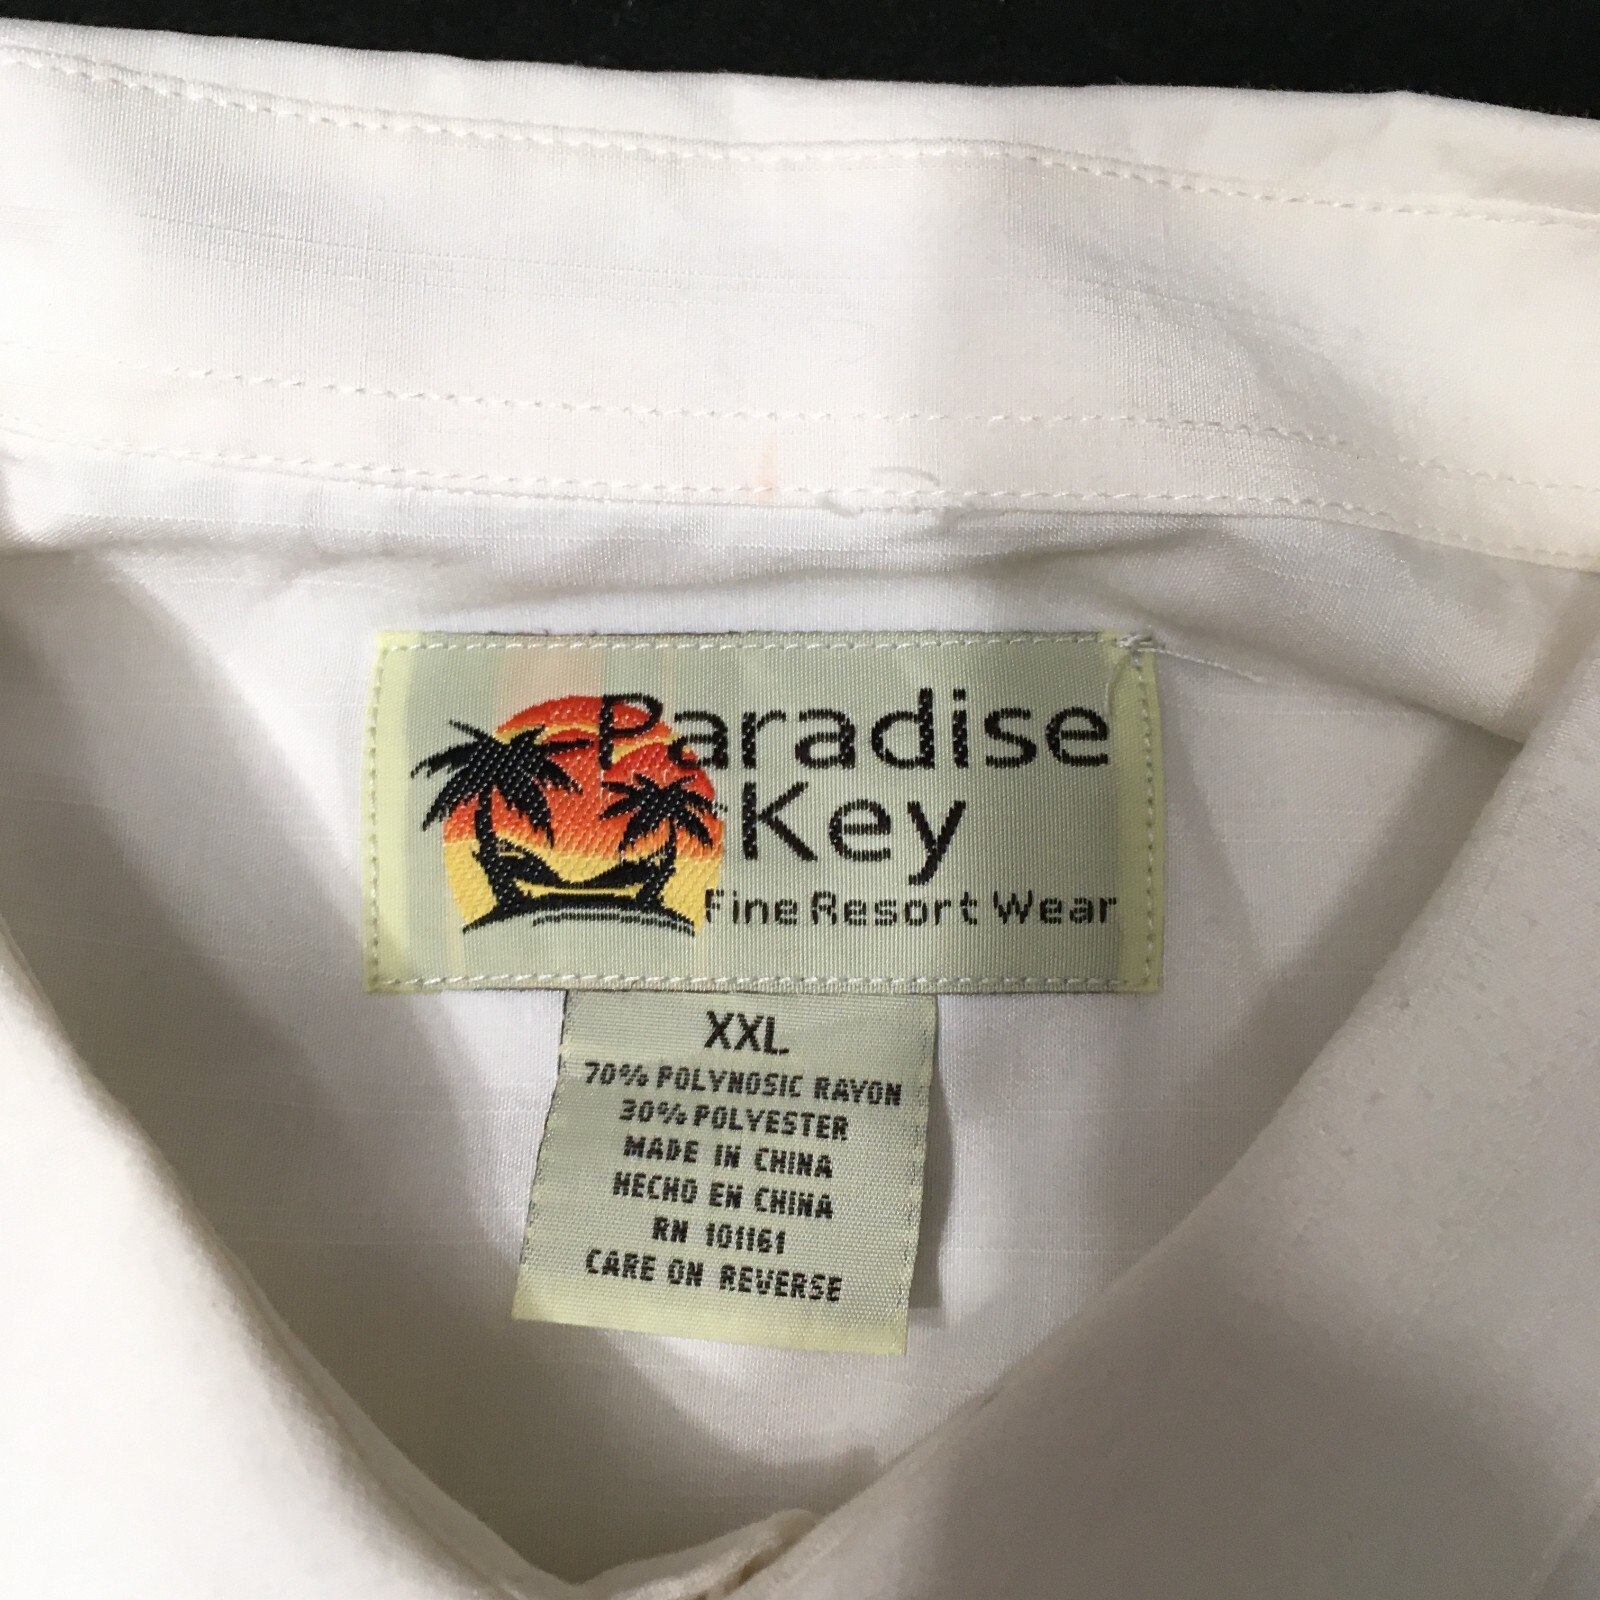 Paradise
Key
Fine Resort Wear
XXL
70% POLYNOSIC RAYON
30% POLYESTER
MADE IN CHINA
HECHO EN CHINA
RN 101161
CARE ON REVERSE